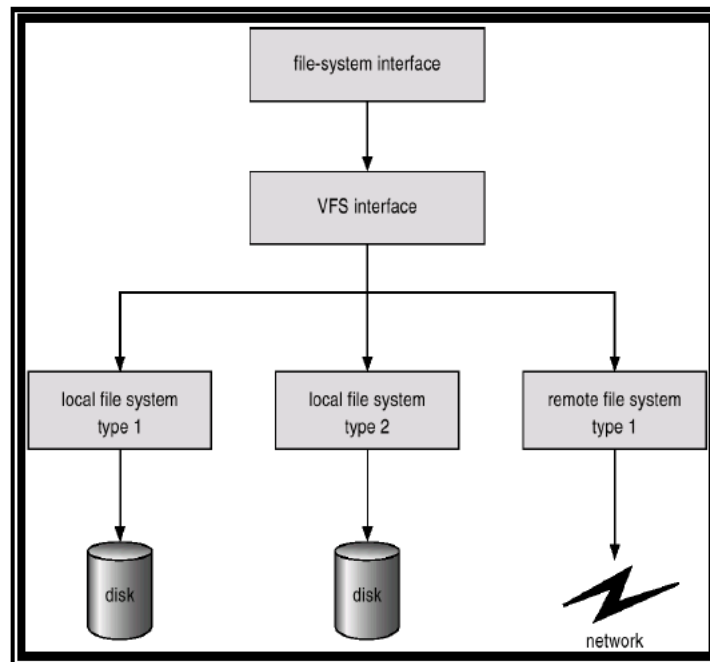 file-system interface
VFS interface
local file system
type 1
local file system
type 2
remote file system
type 1
disk
disk
network